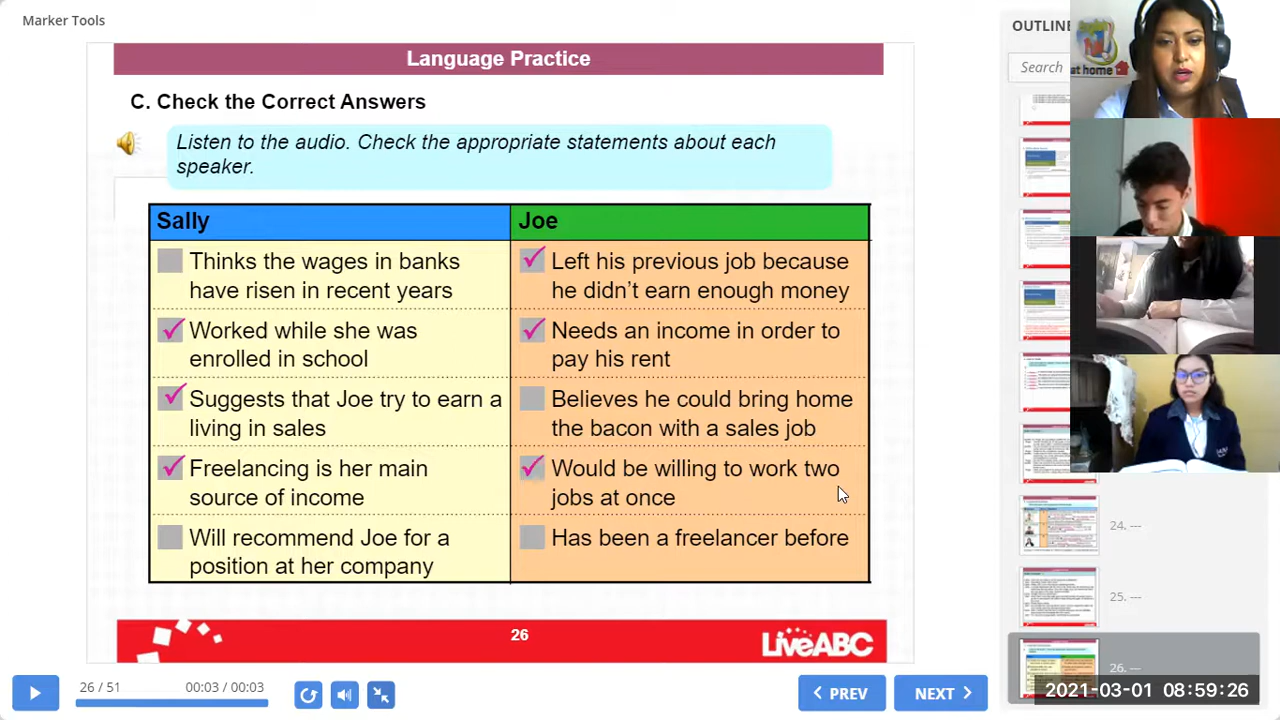 Marker Tools
Language Practice
C. Check the Correct Answers
Listen to the audio. Check the appropriate statements about each
speaker.
Sally
Thinks the wages in banks
have risen in recent years
Worked while she was
enrolled in school
Suggests that Joe try to earn a
living in sales
Freelancing is her main
source of income
Will recommend Joe for a
position at her company
Joe
Left his previous job because
he didn't earn enough money
Needs an income in order to
pay his rent
Believes he could bring home
the bacon with a sales job
Would be willing to work two
jobs at once
Has been a freelancer before
26
LiveABC
26 / 51
00:03 / 00:03
PREV
NEXT
OUTLINE
Search
24. ---
25. ---
26. ---
2021-03-01 08:59:26
at home